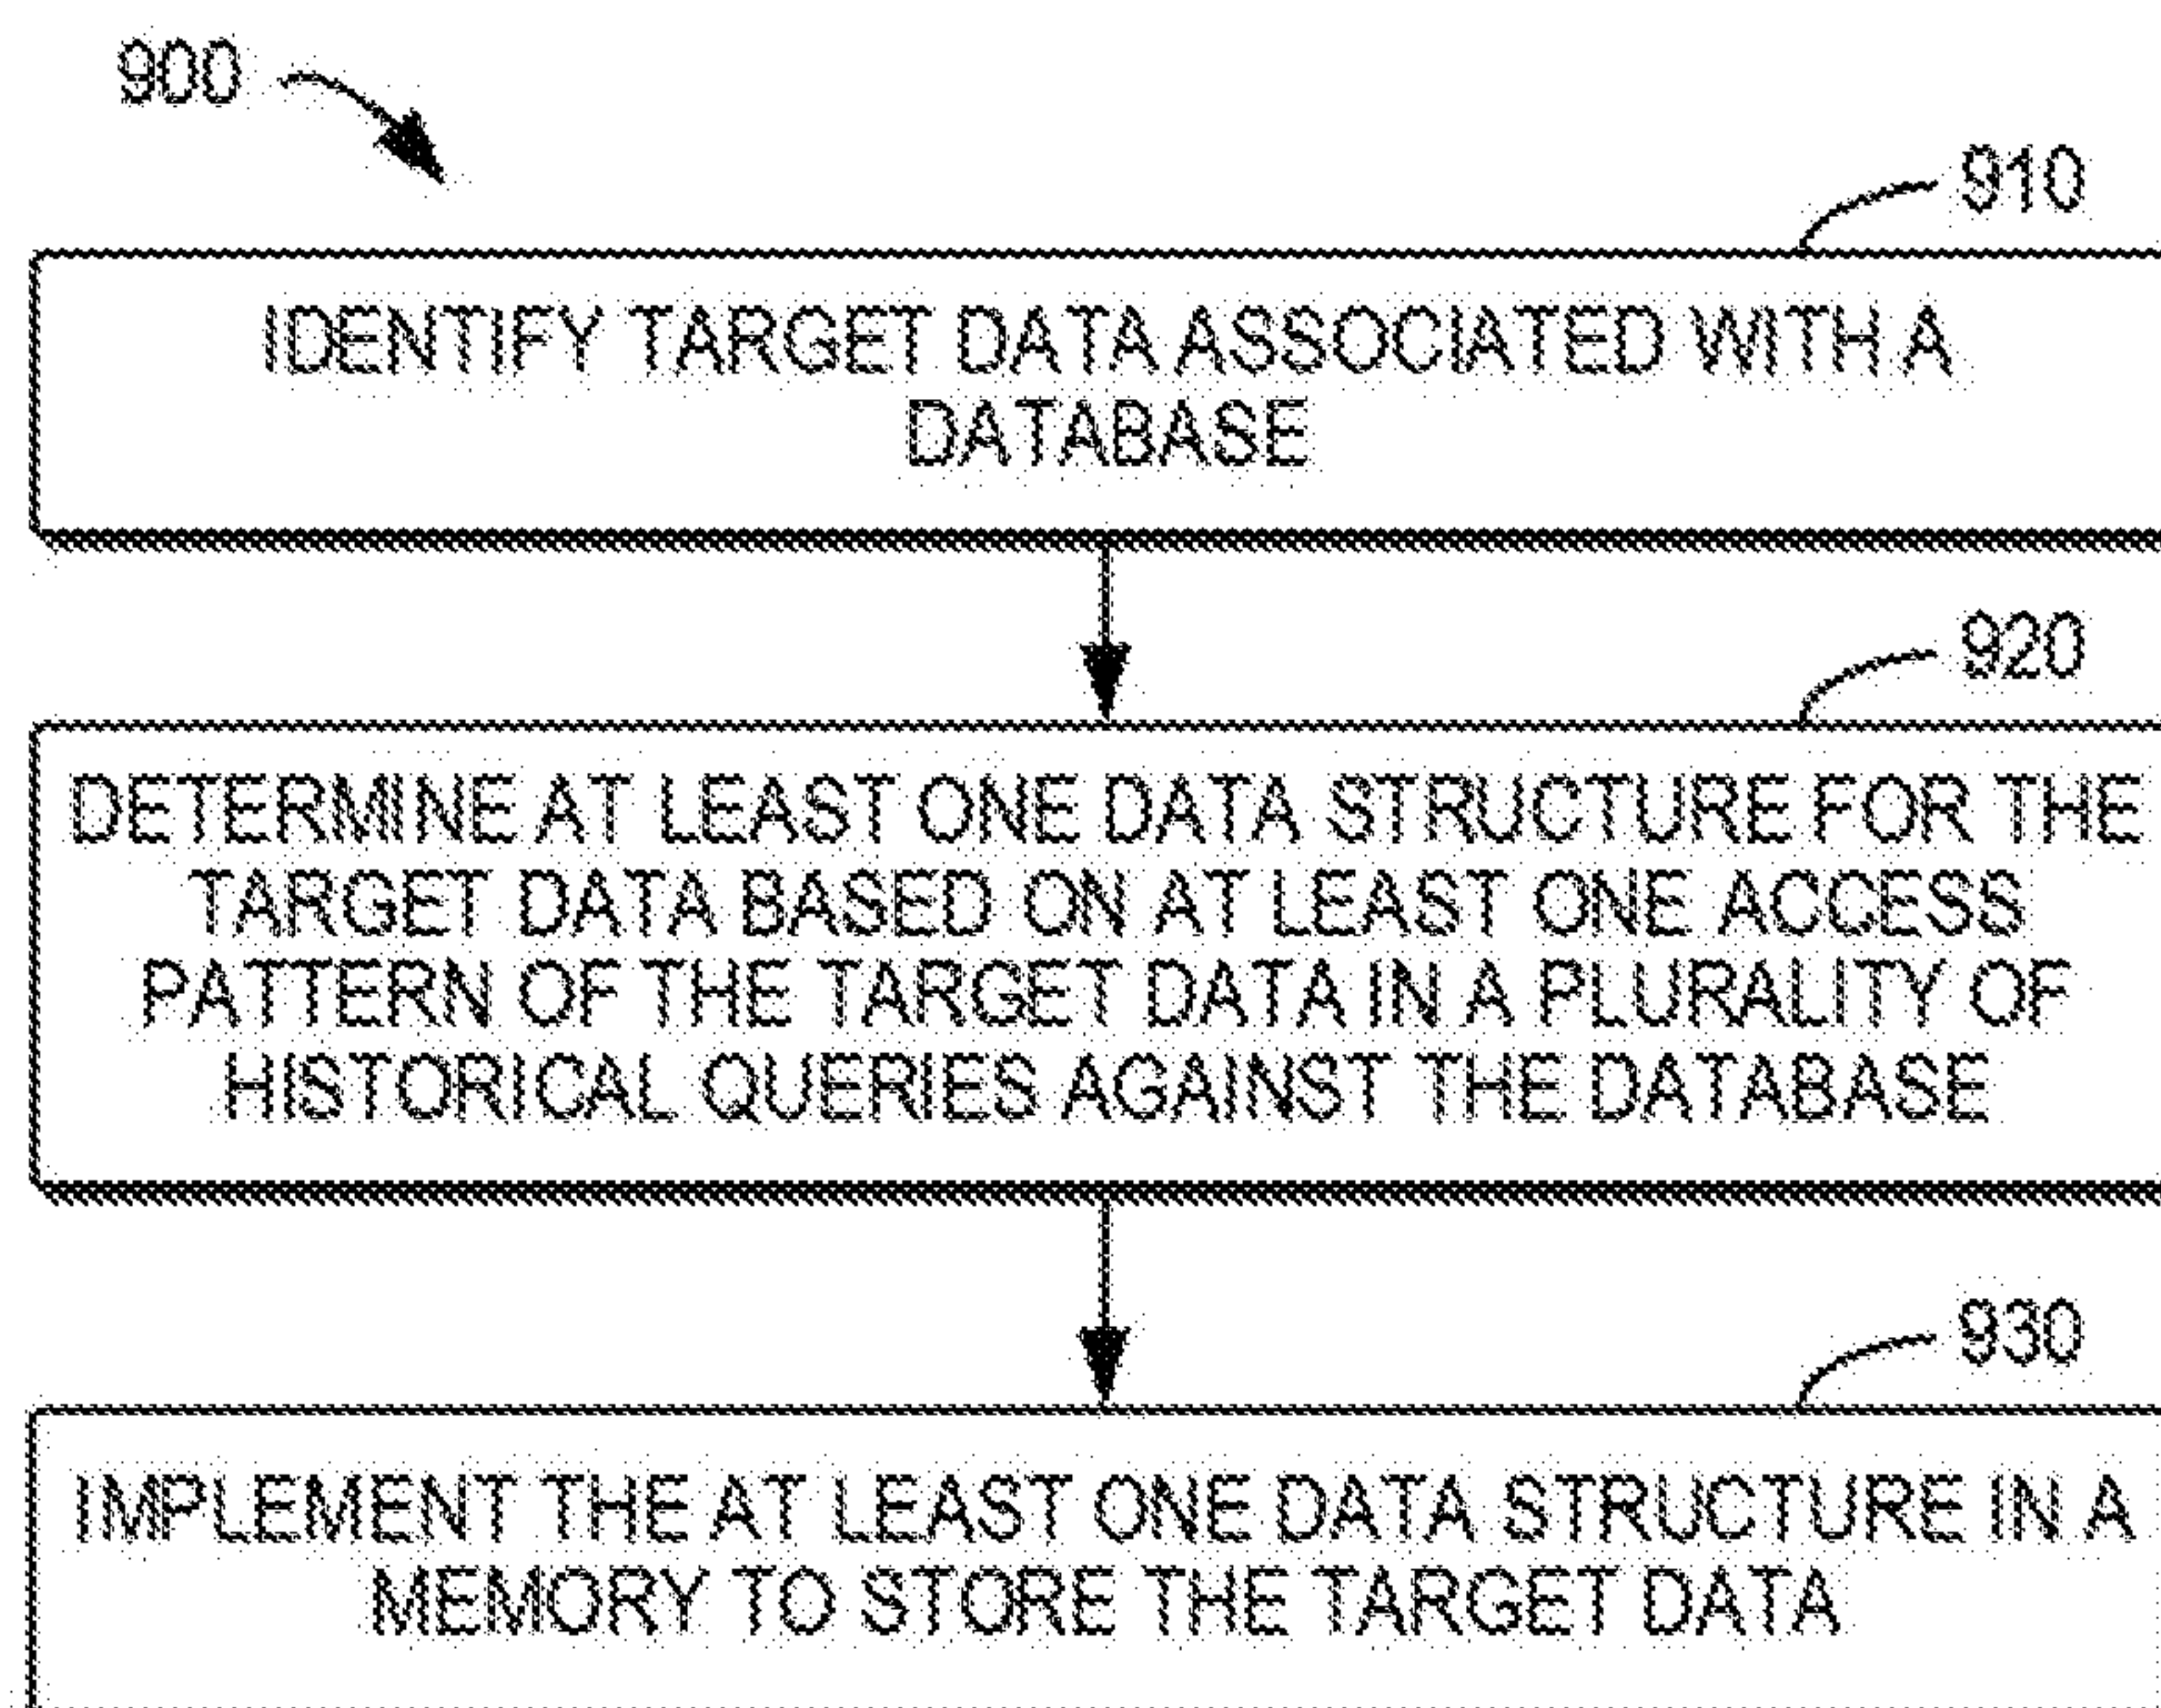 900
910
IDENTIFY TARGET DATA ASSOCIATED WITH A
DATABASE
920
DETERMINE AT LEAST ONE DATA STRUCTURE FOR THE
TARGET DATA BASED ON AT LEAST ONE ACCESS
PATTERN OF THE TARGET DATA IN A PLURALITY OF
HISTORICAL QUERIES AGAINST THE DATABASE
930
IMPLEMENT THE AT LEAST ONE DATA STRUCTURE IN A
MEMORY TO STORE THE TARGET DATA